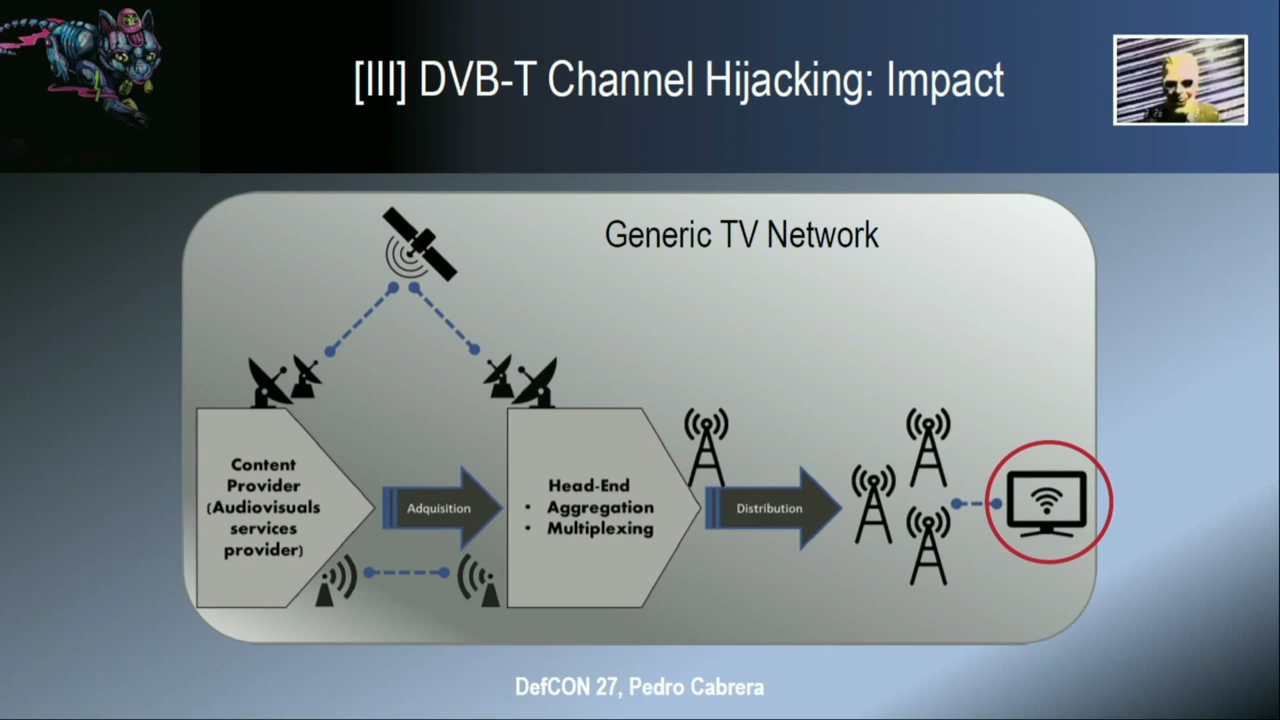 [III] DVB-T Channel Hijacking: Impact
Generic TV Network
Content
Provider
(Audiovisuals
services
provider)
Adquisition
Head-End
• Aggregation
• Multiplexing
Distribution
DefCON 27, Pedro Cabrera